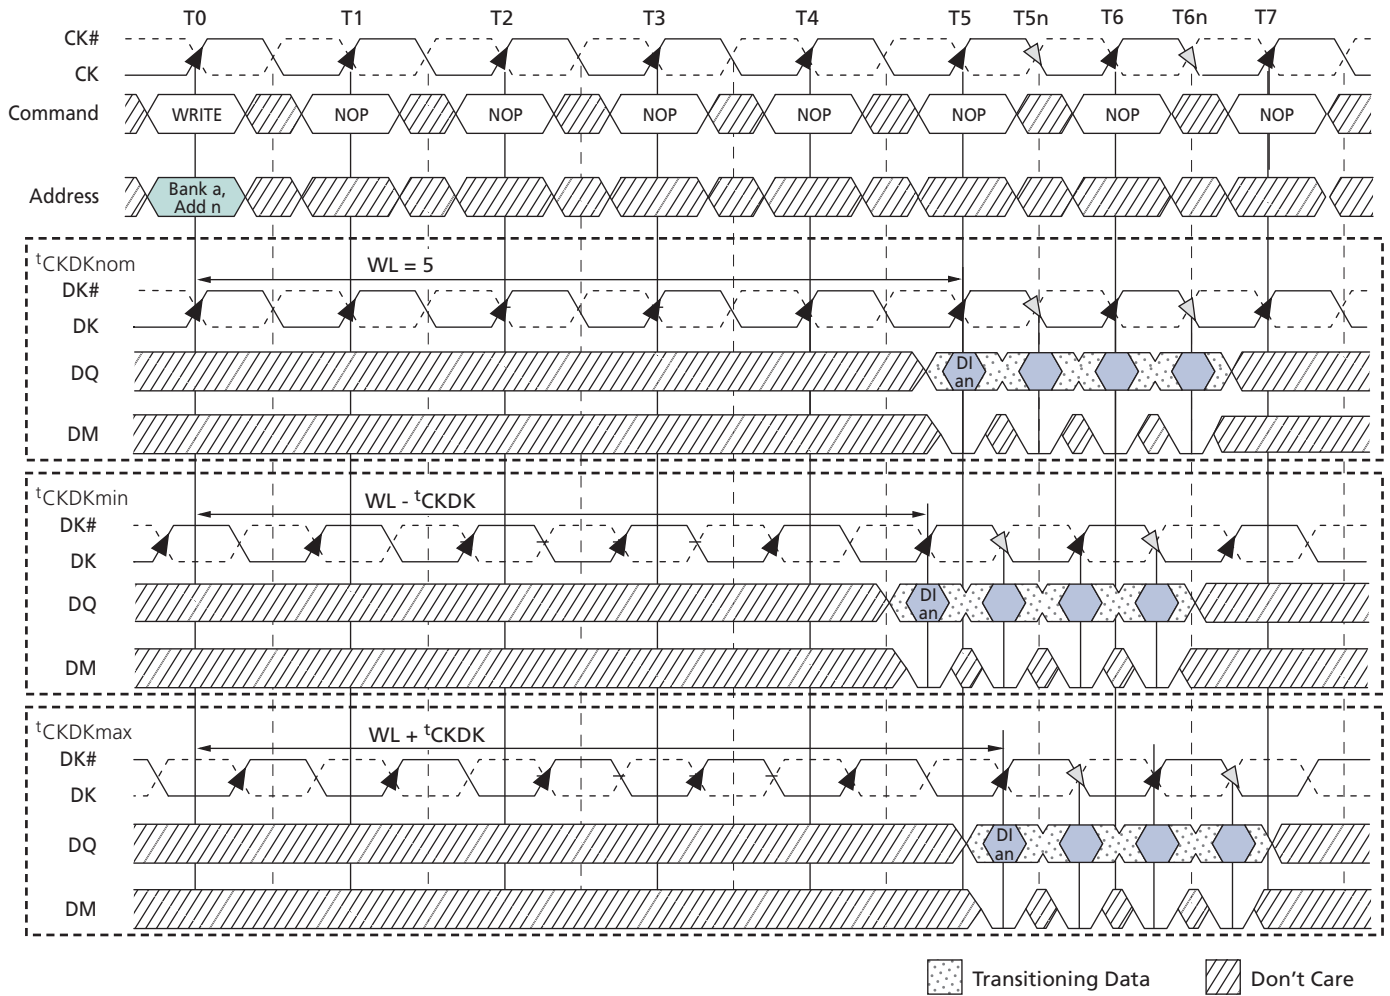 T0 T1 T2 T3 T4 T5 T5n T6 T6n T7
CK#
CK
Command WRITE NOP NOP NOP NOP NOP NOP NOP
Address Bank a,
Add n
tCKDKnom
WL = 5
DK#
DK
DQ DI
an
DM
tCKDKmin
WL - tCKDK
DK#
DK
DQ DI
an
DM
tCKDKmax
WL + tCKDK
DK#
DK
DQ DI
an
DM
Transitioning Data Don't Care